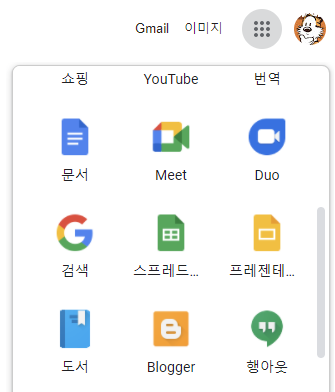 Gmail 이미지
쇼핑 YouTube 번역
문서 Meet Duo
검색 스프레드... 프레젠테...
도서 Blogger 행아웃